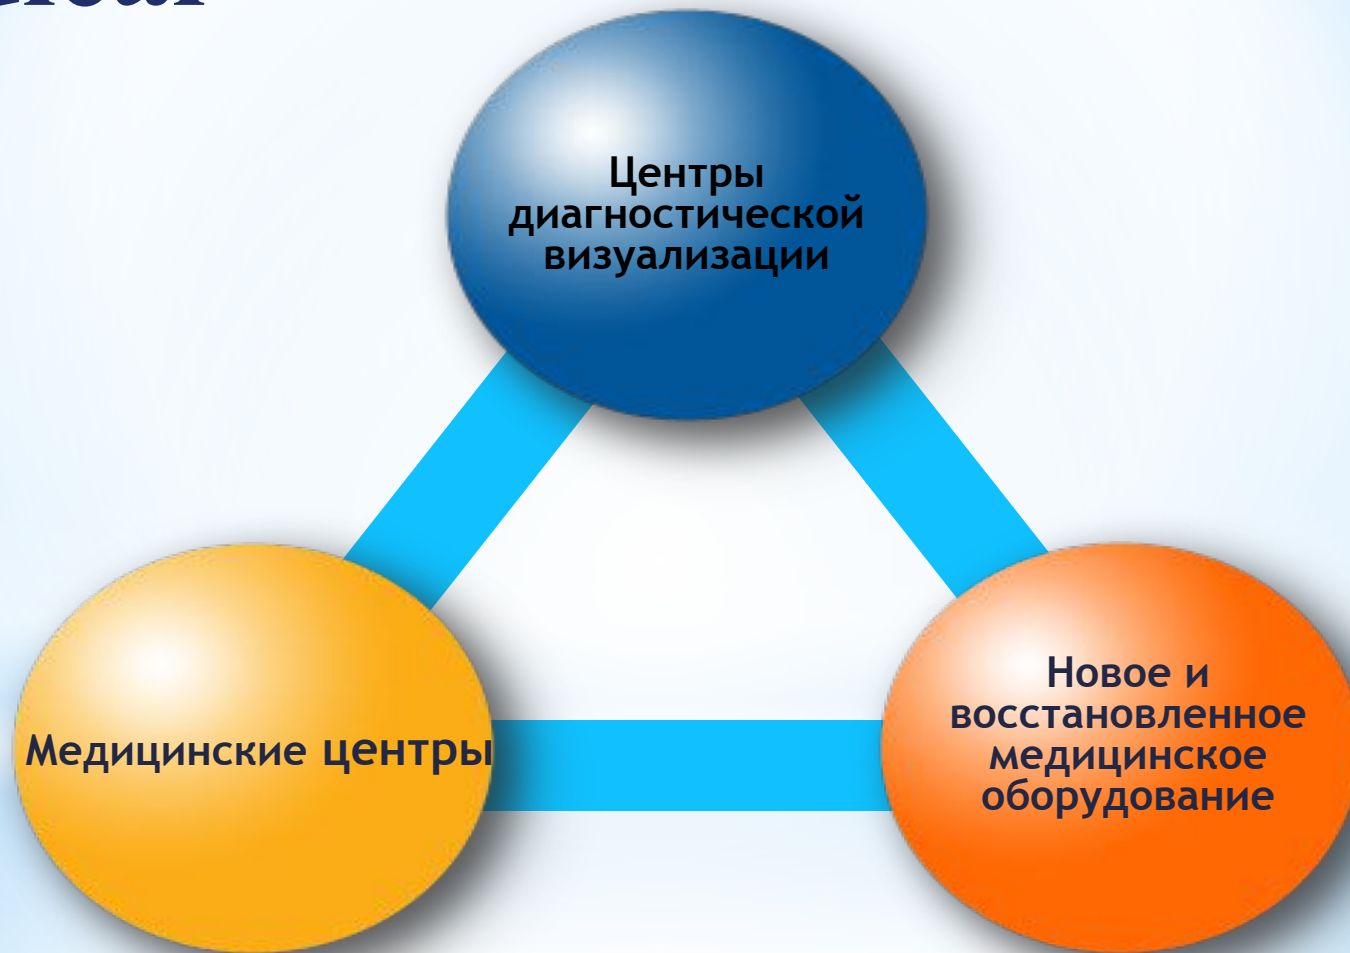 Центры
диагностической
визуализации
Медицинские центры
Новое и
восстановленное
медицинское
оборудование